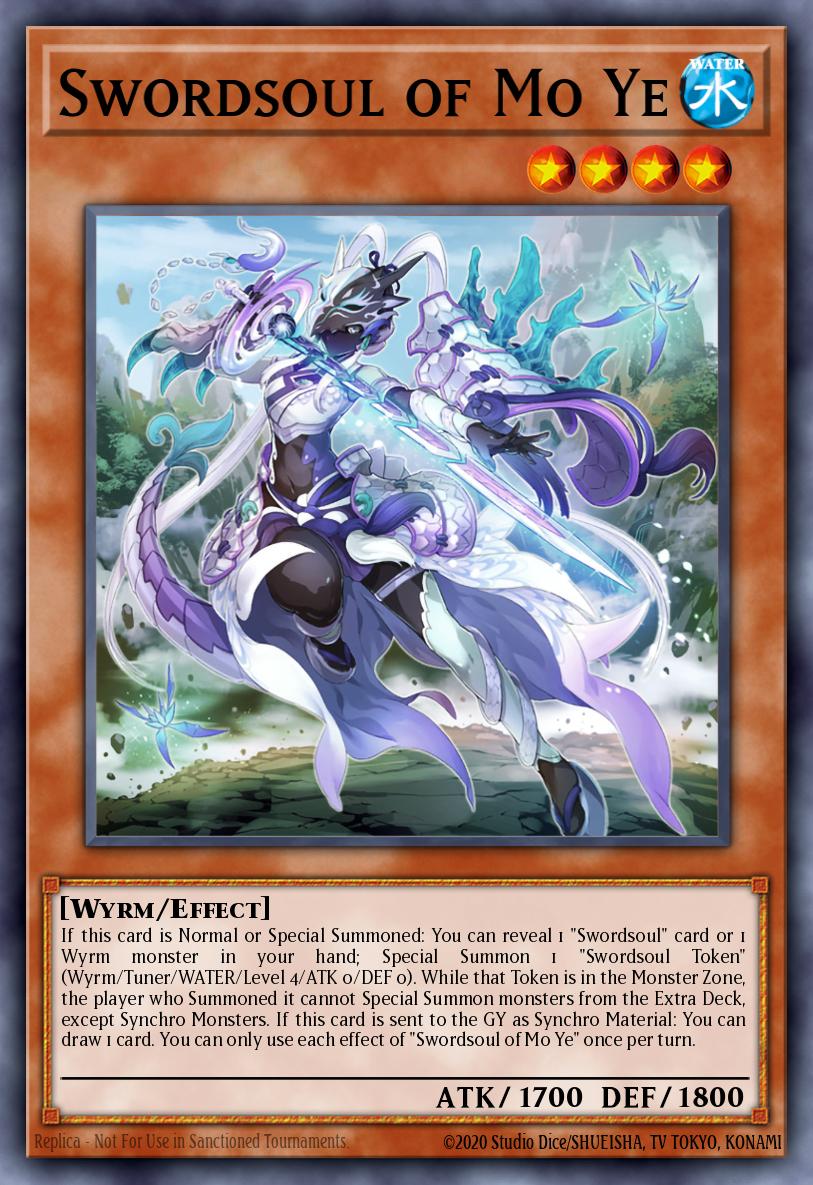 Swordsoul of Mo Ye
WATER
水
[Wyrm/Effect]
If this card is Normal or Special Summoned: You can reveal 1 "Swordsoul" card or 1
Wyrm monster in your hand; Special Summon 1 "Swordsoul Token"
(Wyrm/Tuner/WATER/Level 4/ATK 0/DEF 0). While that Token is in the Monster Zone,
the player who Summoned it cannot Special Summon monsters from the Extra Deck,
except Synchro Monsters. If this card is sent to the GY as Synchro Material: You can
draw 1 card. You can only use each effect of "Swordsoul of Mo Ye" once per turn.
ATK/ 1700 DEF/ 1800
Replica - Not For Use in Sanctioned Tournaments.
©2020 Studio Dice/SHUEISHA, TV TOKYO, KONAMI